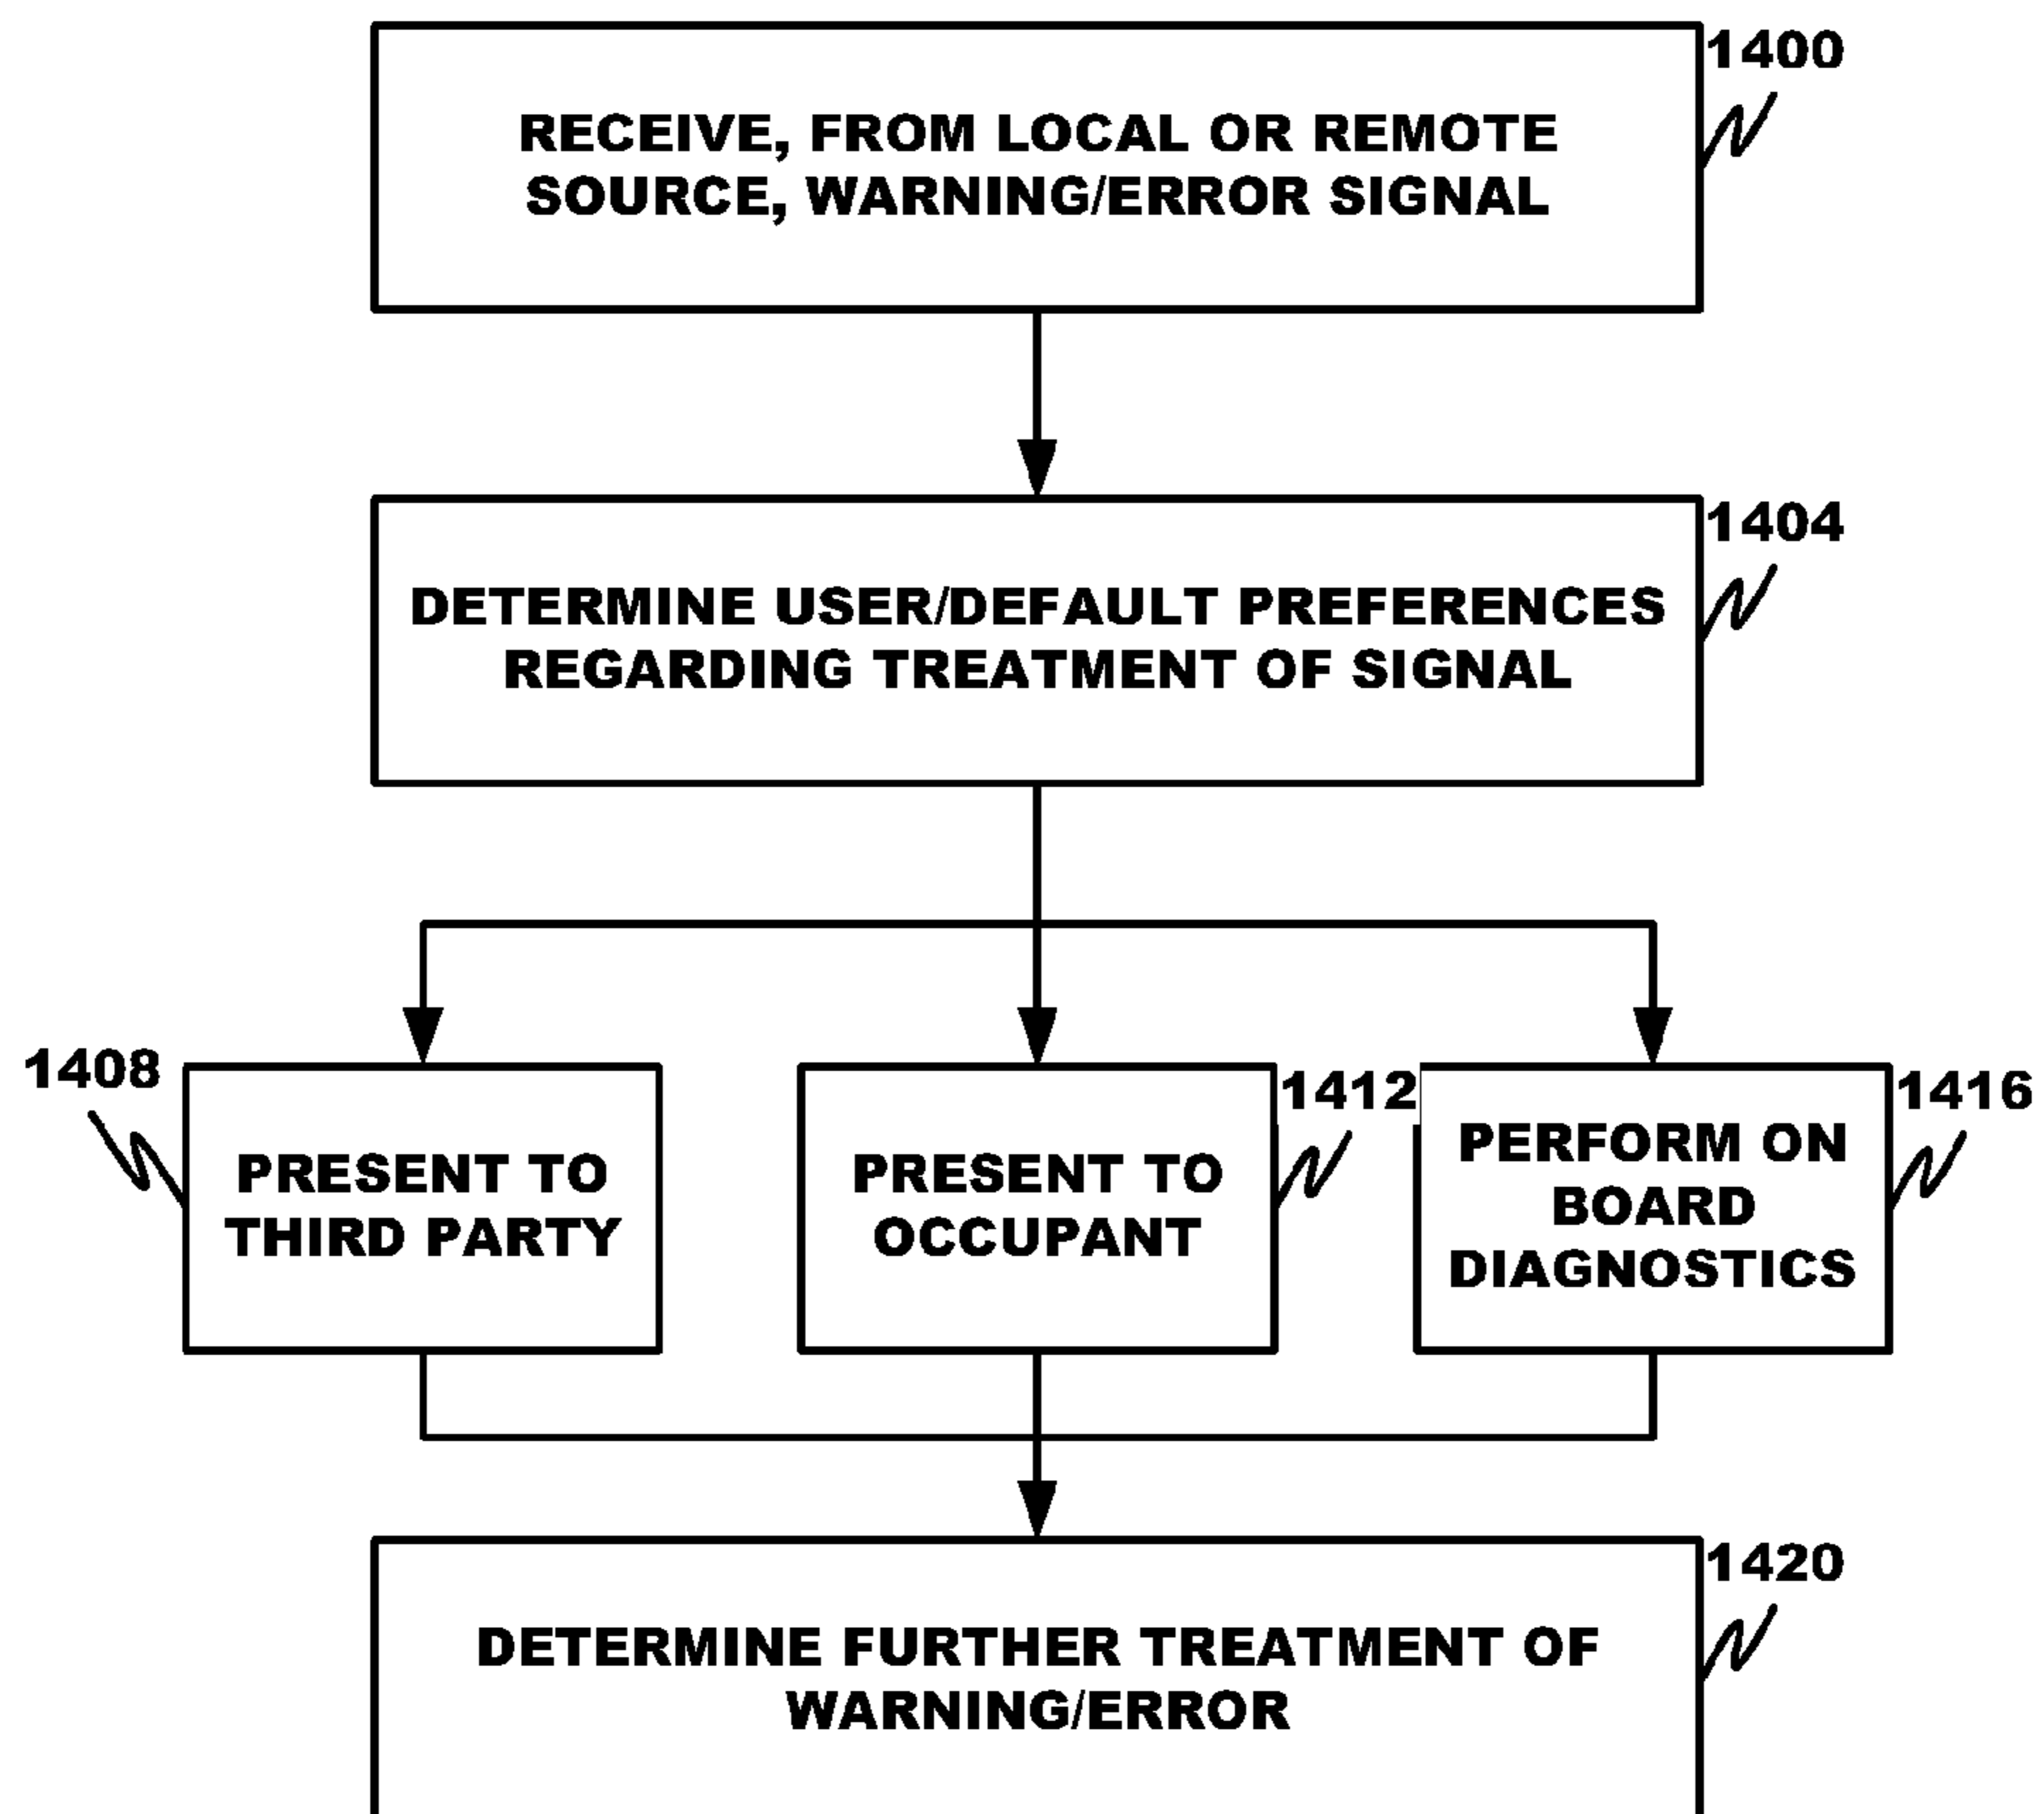 1400
RECEIVE, FROM LOCAL OR REMOTE
SOURCE, WARNING/ERROR SIGNAL
1404
DETERMINE USER/DEFAULT PREFERENCES
REGARDING TREATMENT OF SIGNAL
1408
PRESENT TO
THIRD PARTY
1412
PRESENT TO
OCCUPANT
1416
PERFORM ON
BOARD
DIAGNOSTICS
1420
DETERMINE FURTHER TREATMENT OF
WARNING/ERROR